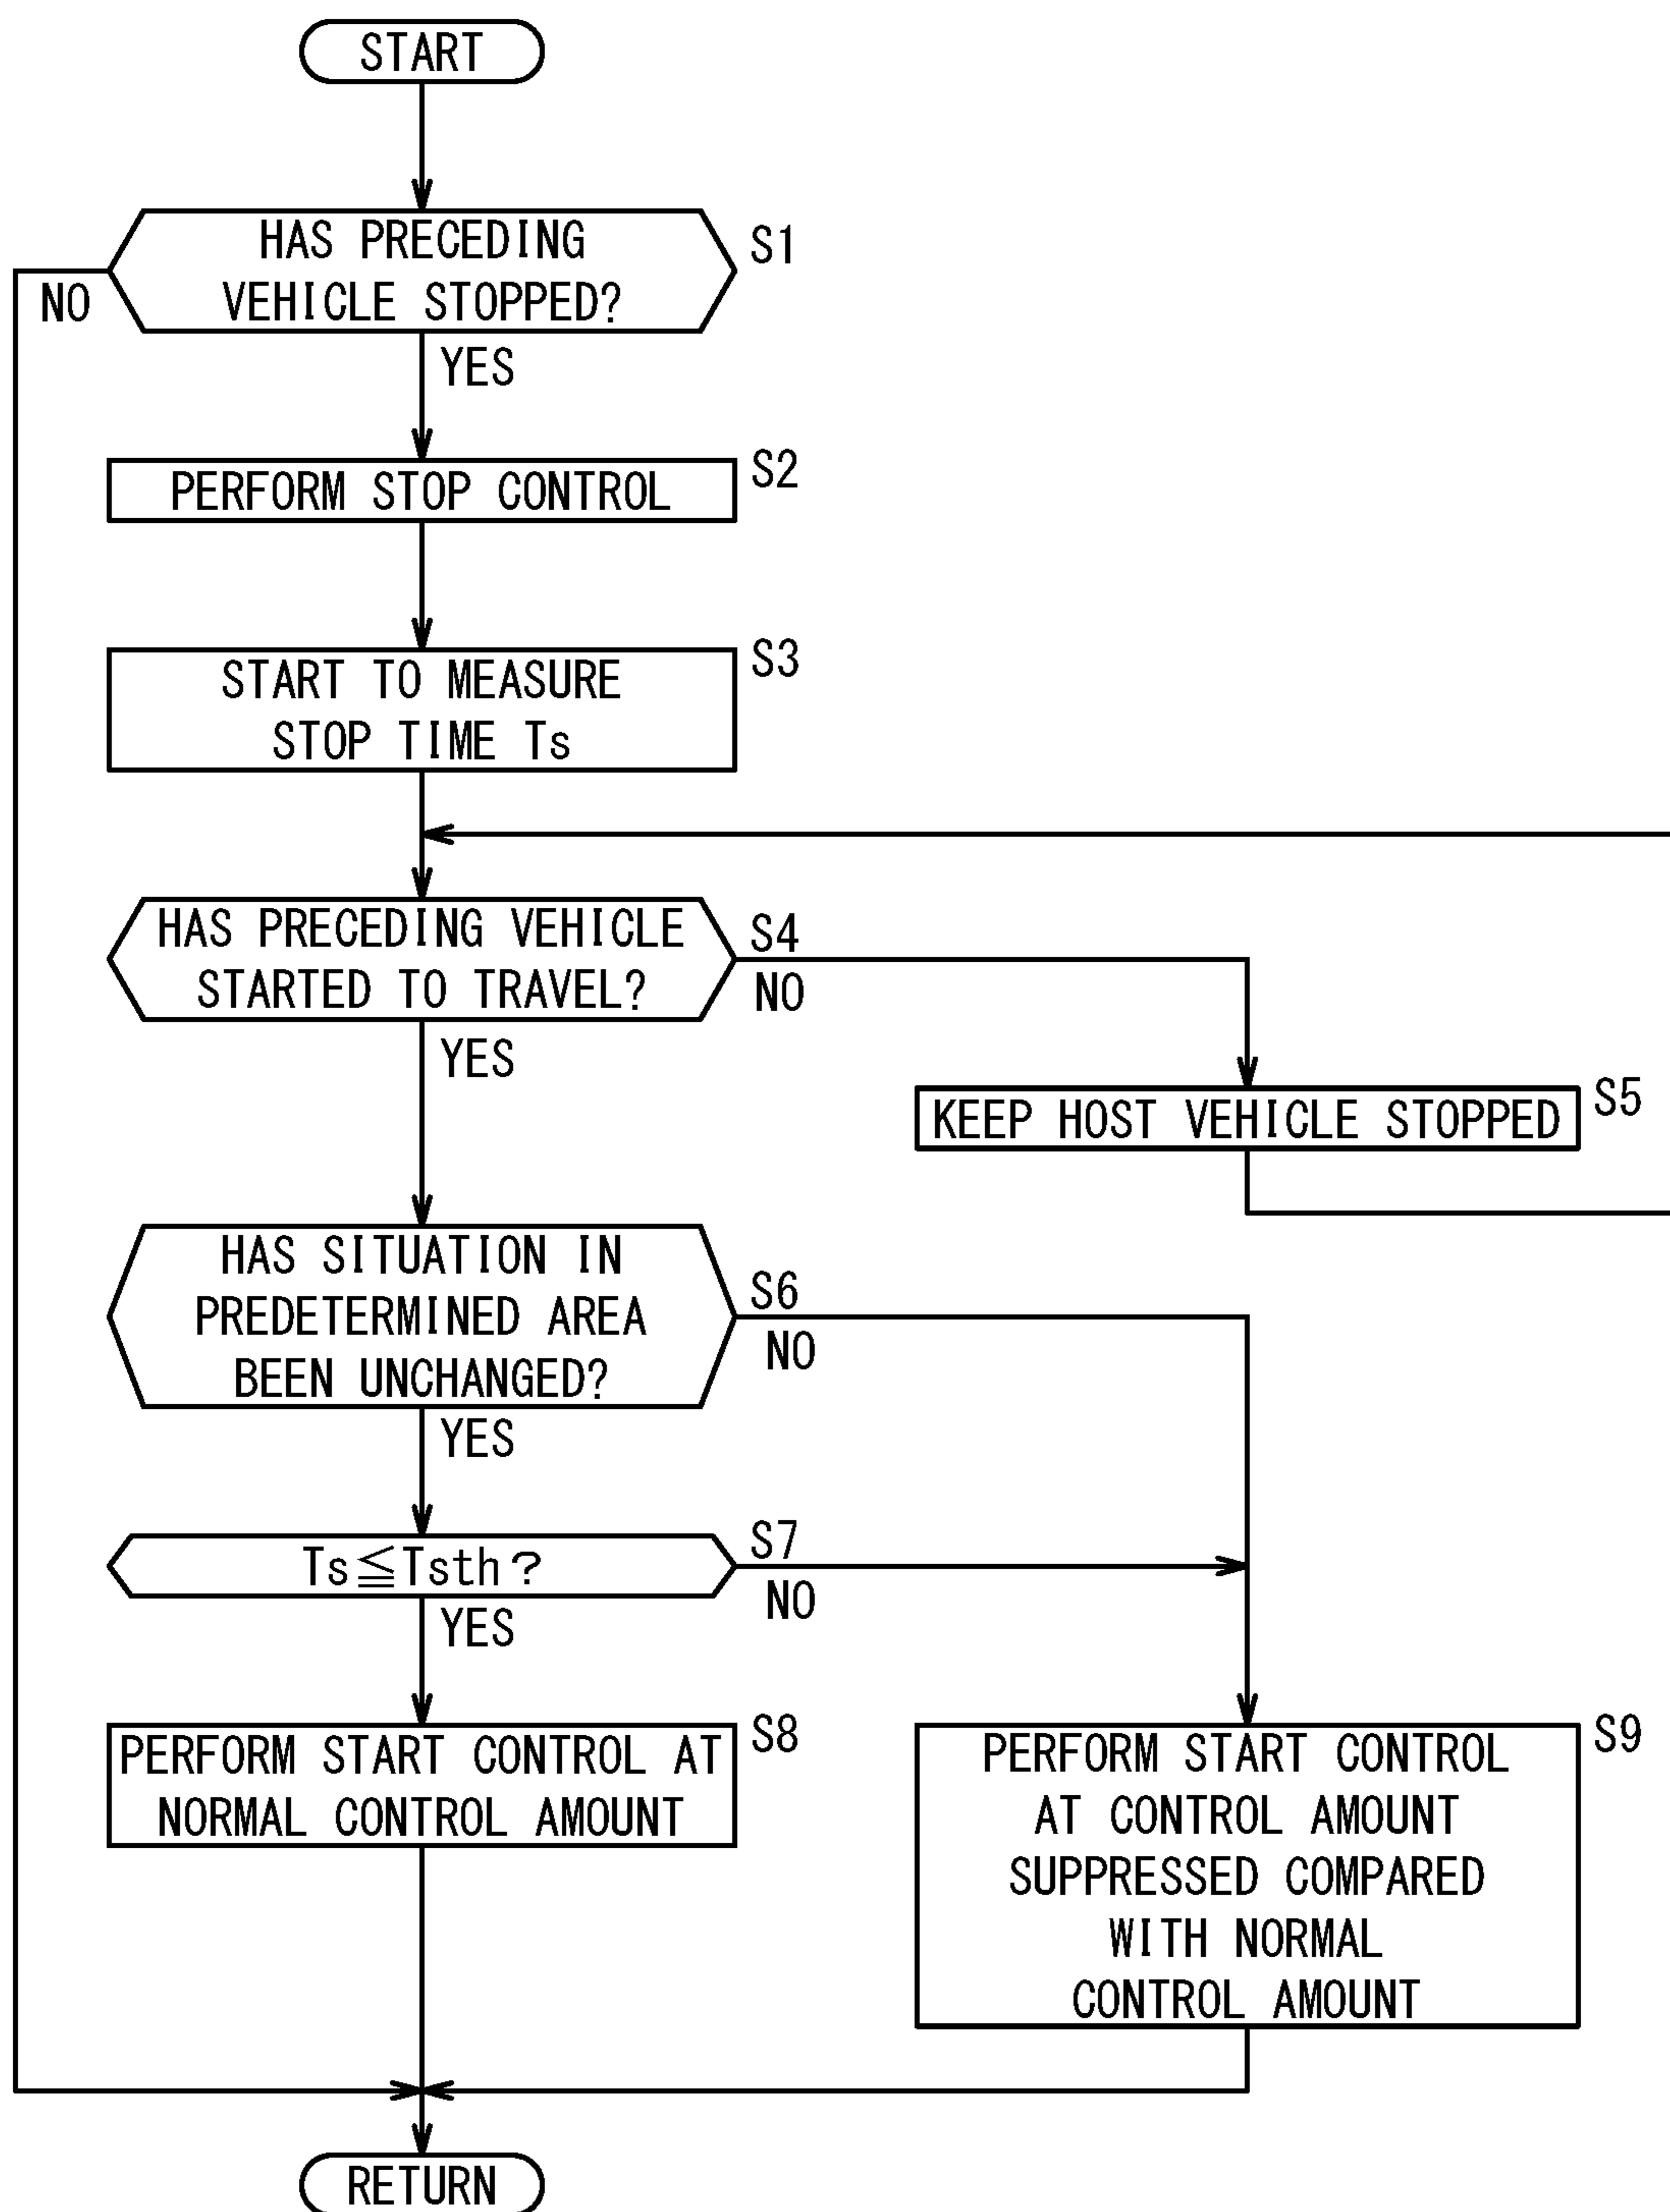 START
HAS PRECEDING
VEHICLE STOPPED?
S1
NO
YES
PERFORM STOP CONTROL
S2
START TO MEASURE
STOP TIME Ts
S3
HAS PRECEDING VEHICLE
STARTED TO TRAVEL?
S4
NO
YES
KEEP HOST VEHICLE STOPPED
S5
HAS SITUATION IN
PREDETERMINED AREA
BEEN UNCHANGED?
S6
NO
YES
Ts≦Tsth?
S7
NO
YES
PERFORM START CONTROL AT
NORMAL CONTROL AMOUNT
S8
PERFORM START CONTROL
AT CONTROL AMOUNT
SUPPRESSED COMPARED
WITH NORMAL
CONTROL AMOUNT
S9
RETURN